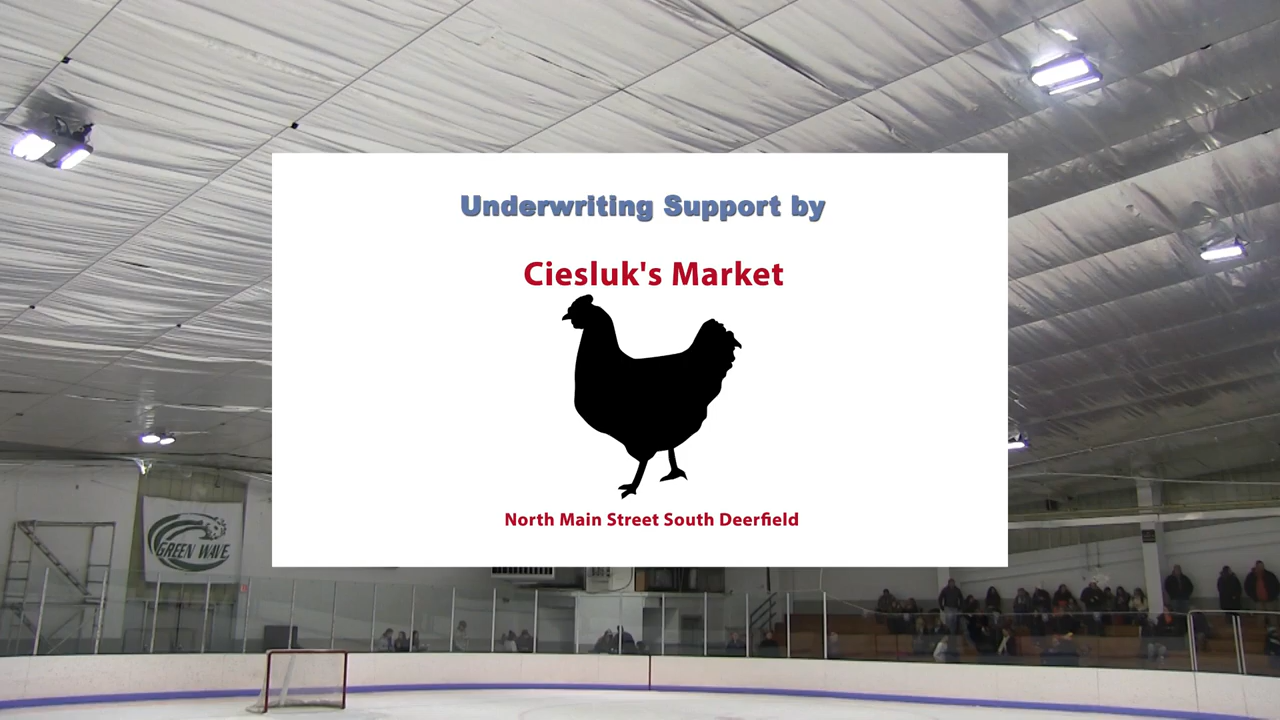 Underwriting Support by
Ciesluk's Market
North Main Street South Deerfield
GREEN WAVE